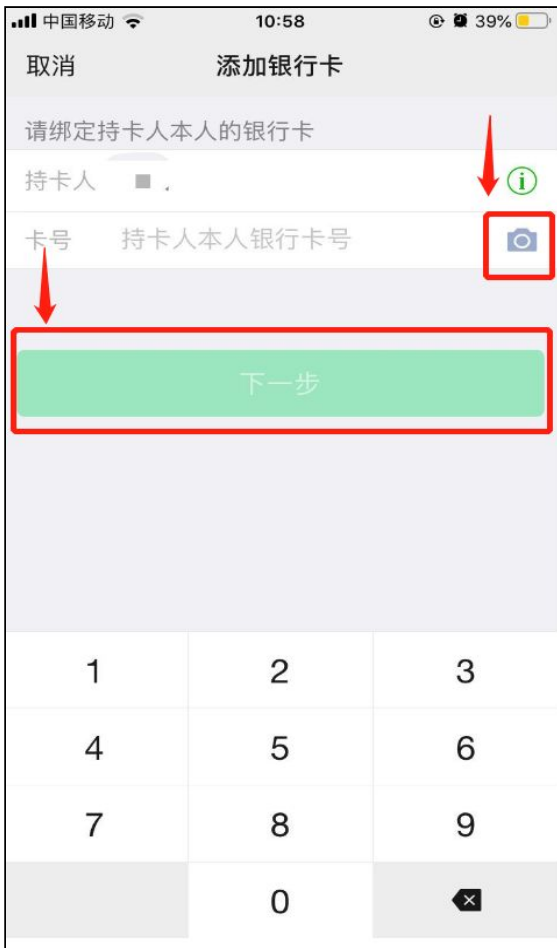 中国移动 10:58 39%
取消 添加银行卡
请绑定持卡人本人的银行卡
持卡人
卡号 持卡人本人银行卡号
下一步
1 2 3
4 5 6
7 8 9
0